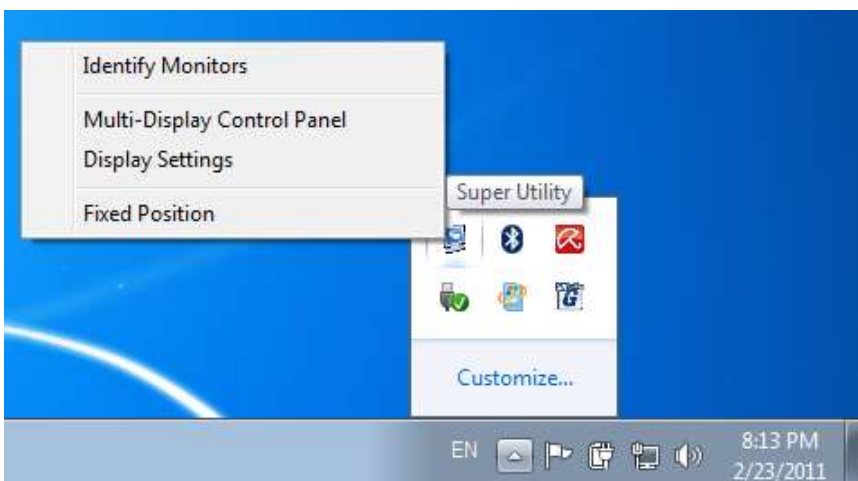 Identify Monitors
Multi-Display Control Panel
Display Settings
Fixed Position
Super Utility
Customize...
EN
8:13 PM
2/23/2011